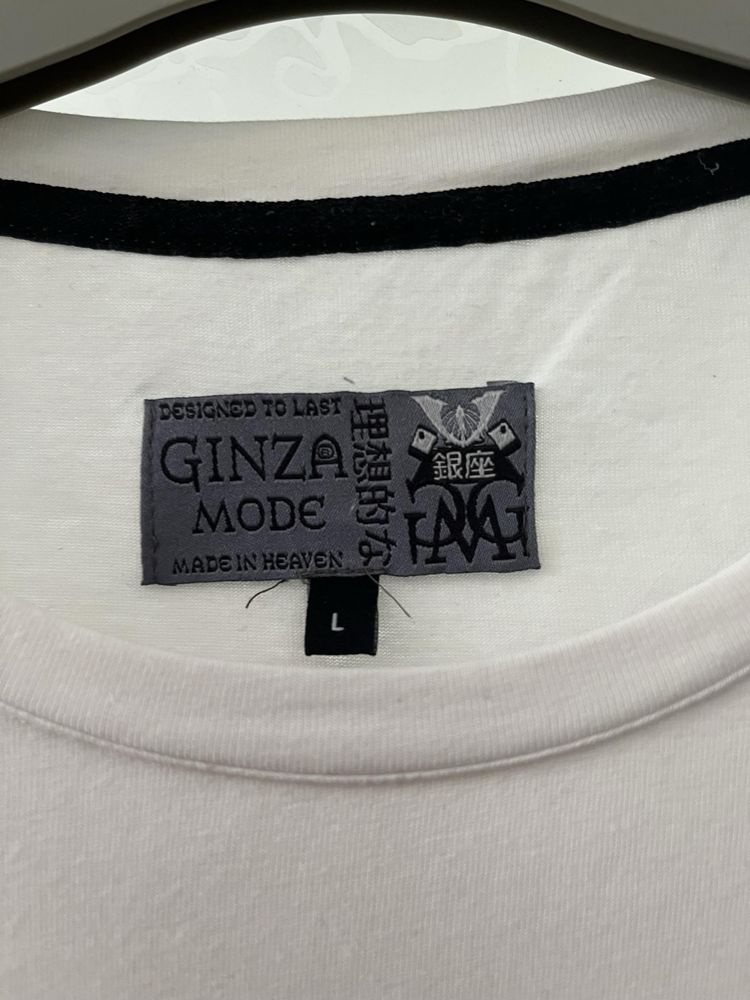 DESIGNED TO LAST
GINZA®
MODE
MADE IN HEAVEN
理想的な
銀座
L